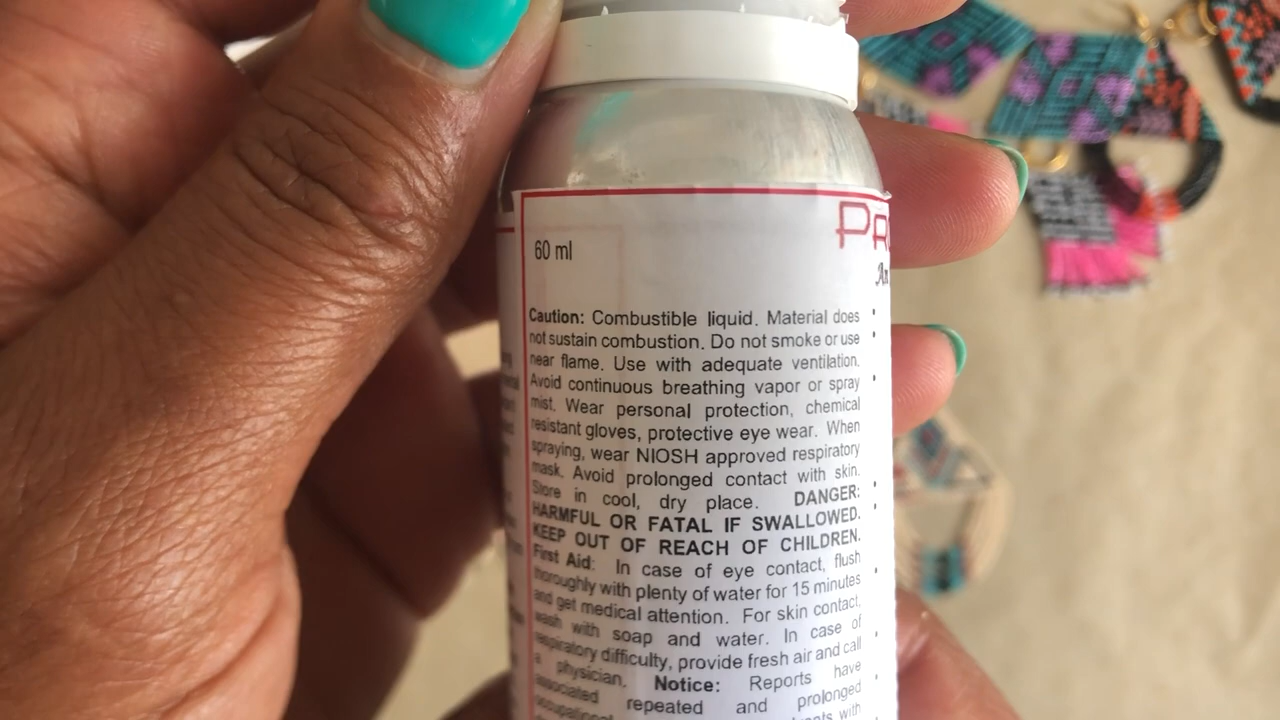 60 ml
Caution: Combustible liquid. Material does
not sustain combustion. Do not smoke or use
near flame. Use with adequate ventilation.
Avoid continuous breathing vapor or spray
mist. Wear personal protection, chemical
resistant gloves, protective eye wear. When
spraying, wear NIOSH approved respiratory
mask. Avoid prolonged contact with skin.
Store in cool, dry place. DANGER:
HARMFUL OR FATAL IF SWALLOWED.
KEEP OUT OF REACH OF CHILDREN.
First Aid: In case of eye contact, flush
thoroughly with plenty of water for 15 minutes
and get medical attention. For skin contact,
wash with soap and water. In case of
respiratory difficulty, provide fresh air and call
a physician. Notice: Reports have
associated repeated and prolonged
occupational with